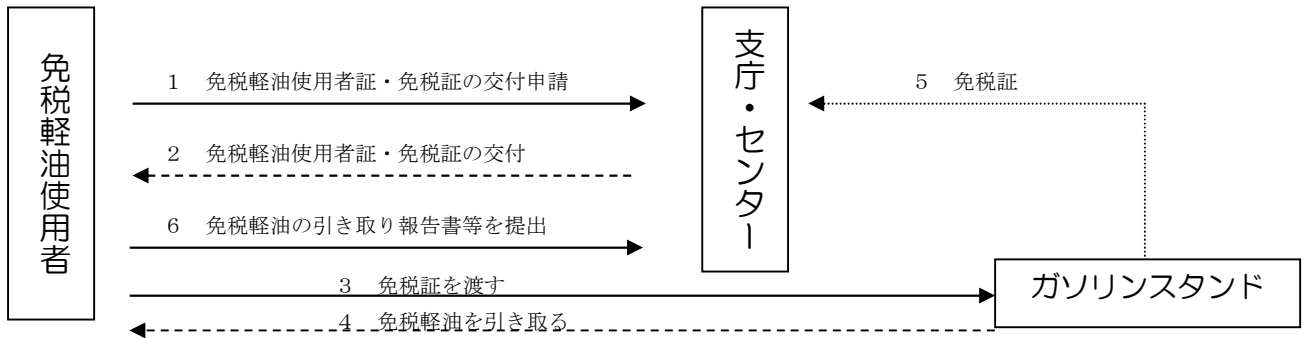 免税軽油使用者
1 免税軽油使用者証・免税証の交付申請
2 免税軽油使用者証・免税証の交付
6 免税軽油の引き取り報告書等を提出
3 免税証を渡す
4 免税軽油を引き取る
支庁・センター
5 免税証
ガソリンスタンド